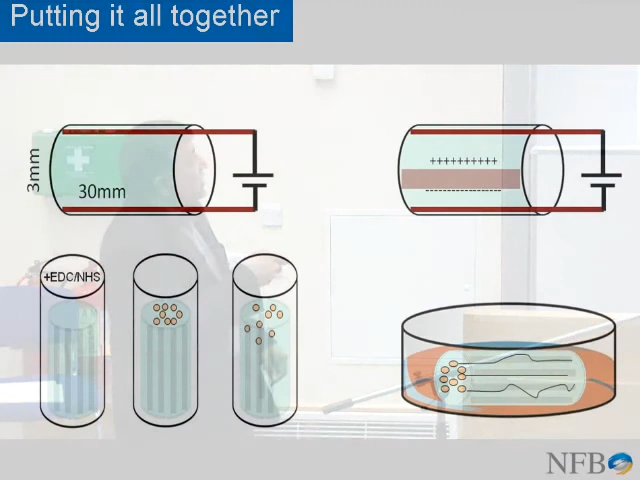 Putting it all together
3mm
30mm
++++++++++
------------------
+EDC/NHS
NFB